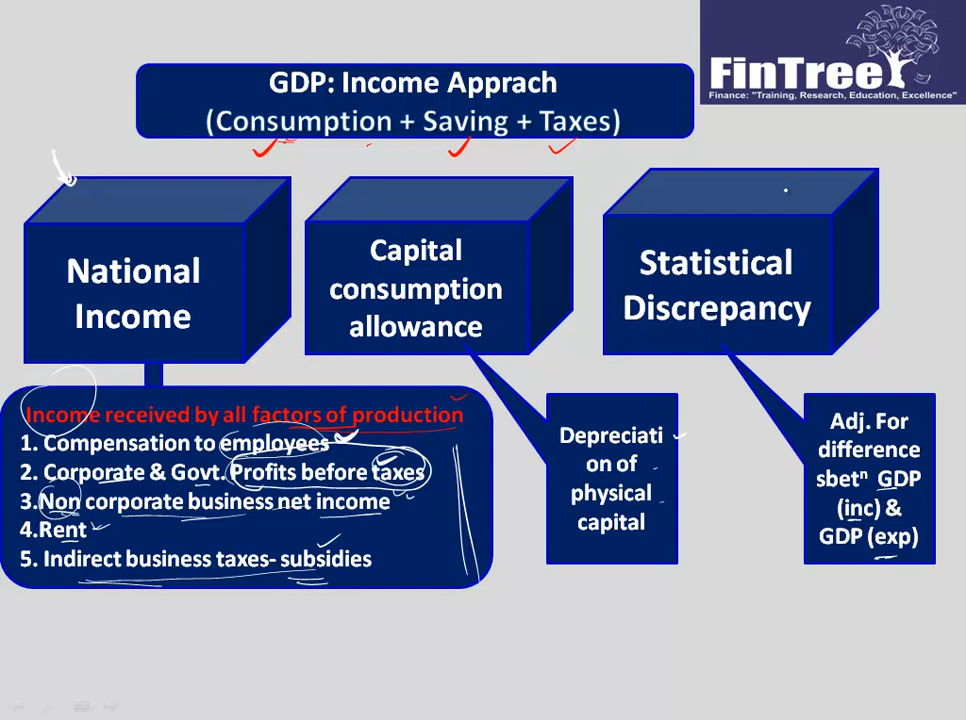 FinTree
Finance: "Training, Research, Education, Excellence"
GDP: Income Apprach
(Consumption + Saving + Taxes)
National
Income
Capital
consumption
allowance
Statistical
Discrepancy
Income received by all factors of production
1. Compensation to employees
2. Corporate & Govt. Profits before taxes
3.Non corporate business net income
4.Rent
5. Indirect business taxes- subsidies
Depreciati
on of
physical
capital
Adj. For
difference
sbetⁿ GDP
(inc) &
GDP (exp)